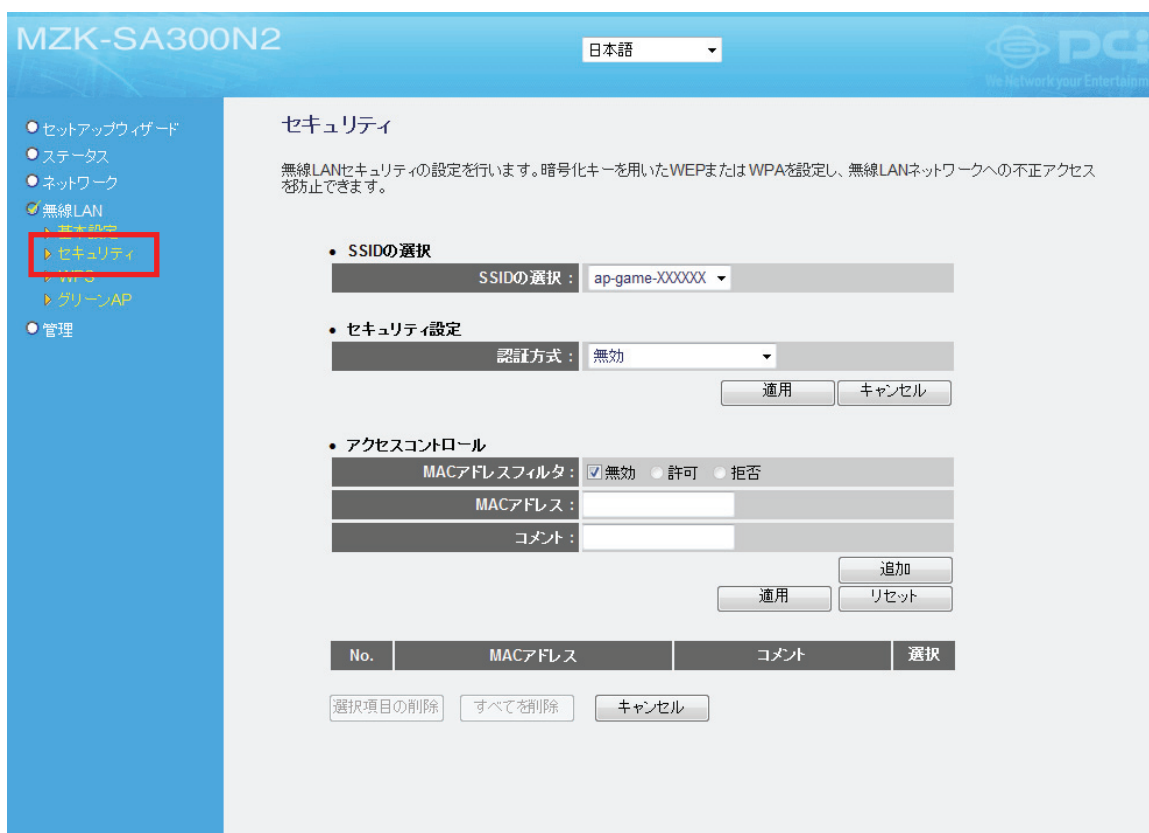 MZK-SA300N2
日本語
PCi
We Network your Entertainm
セットアップウィザード
ステータス
ネットワーク
無線LAN
基本設定
セキュリティ
WPS
グリーンAP
管理
セキュリティ
無線LANセキュリティの設定を行います。暗号化キーを用いたWEPまたはWPAを設定し、無線LANネットワークへの不正アクセス
を防止できます。
• SSIDの選択
SSIDの選択： ap-game-XXXXXX
• セキュリティ設定
認証方式： 無効
適用 キャンセル
• アクセスコントロール
MACアドレスフィルタ： 無効 許可 拒否
MACアドレス：
コメント：
追加
適用 リセット
No. MACアドレス コメント 選択
選択項目の削除 すべてを削除 キャンセル